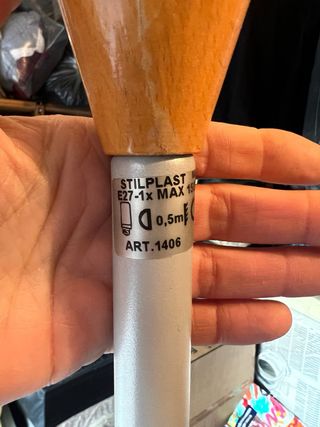 STILPLAST
E27-1x MAX
0,5m
ART.1406